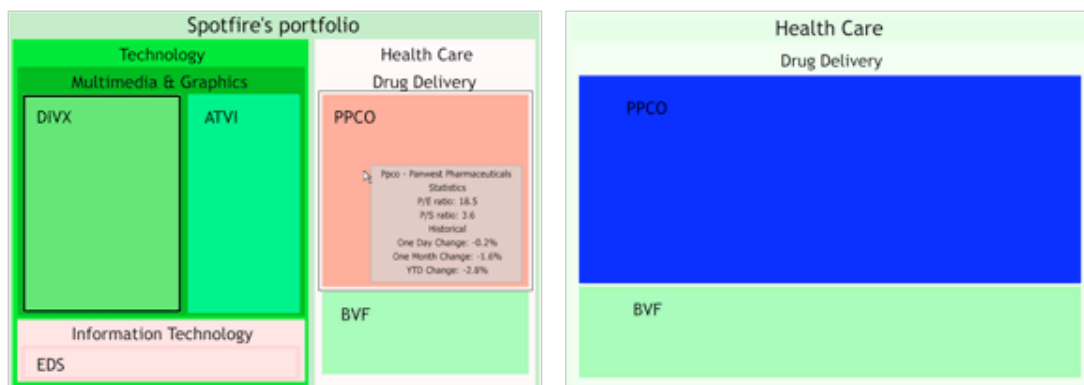 Spotfire's portfolio
Technology
Multimedia & Graphics
DIVX
ATVI
Information Technology
EDS
Health Care
Drug Delivery
PPCO
Ppco - Panwest Pharmaceuticals
Statistics
P/E ratio: 18.5
P/S ratio: 3.6
Historical
One Day Change: -0.2%
One Month Change: -1.6%
YTD Change: -2.8%
BVF
Health Care
Drug Delivery
PPCO
BVF